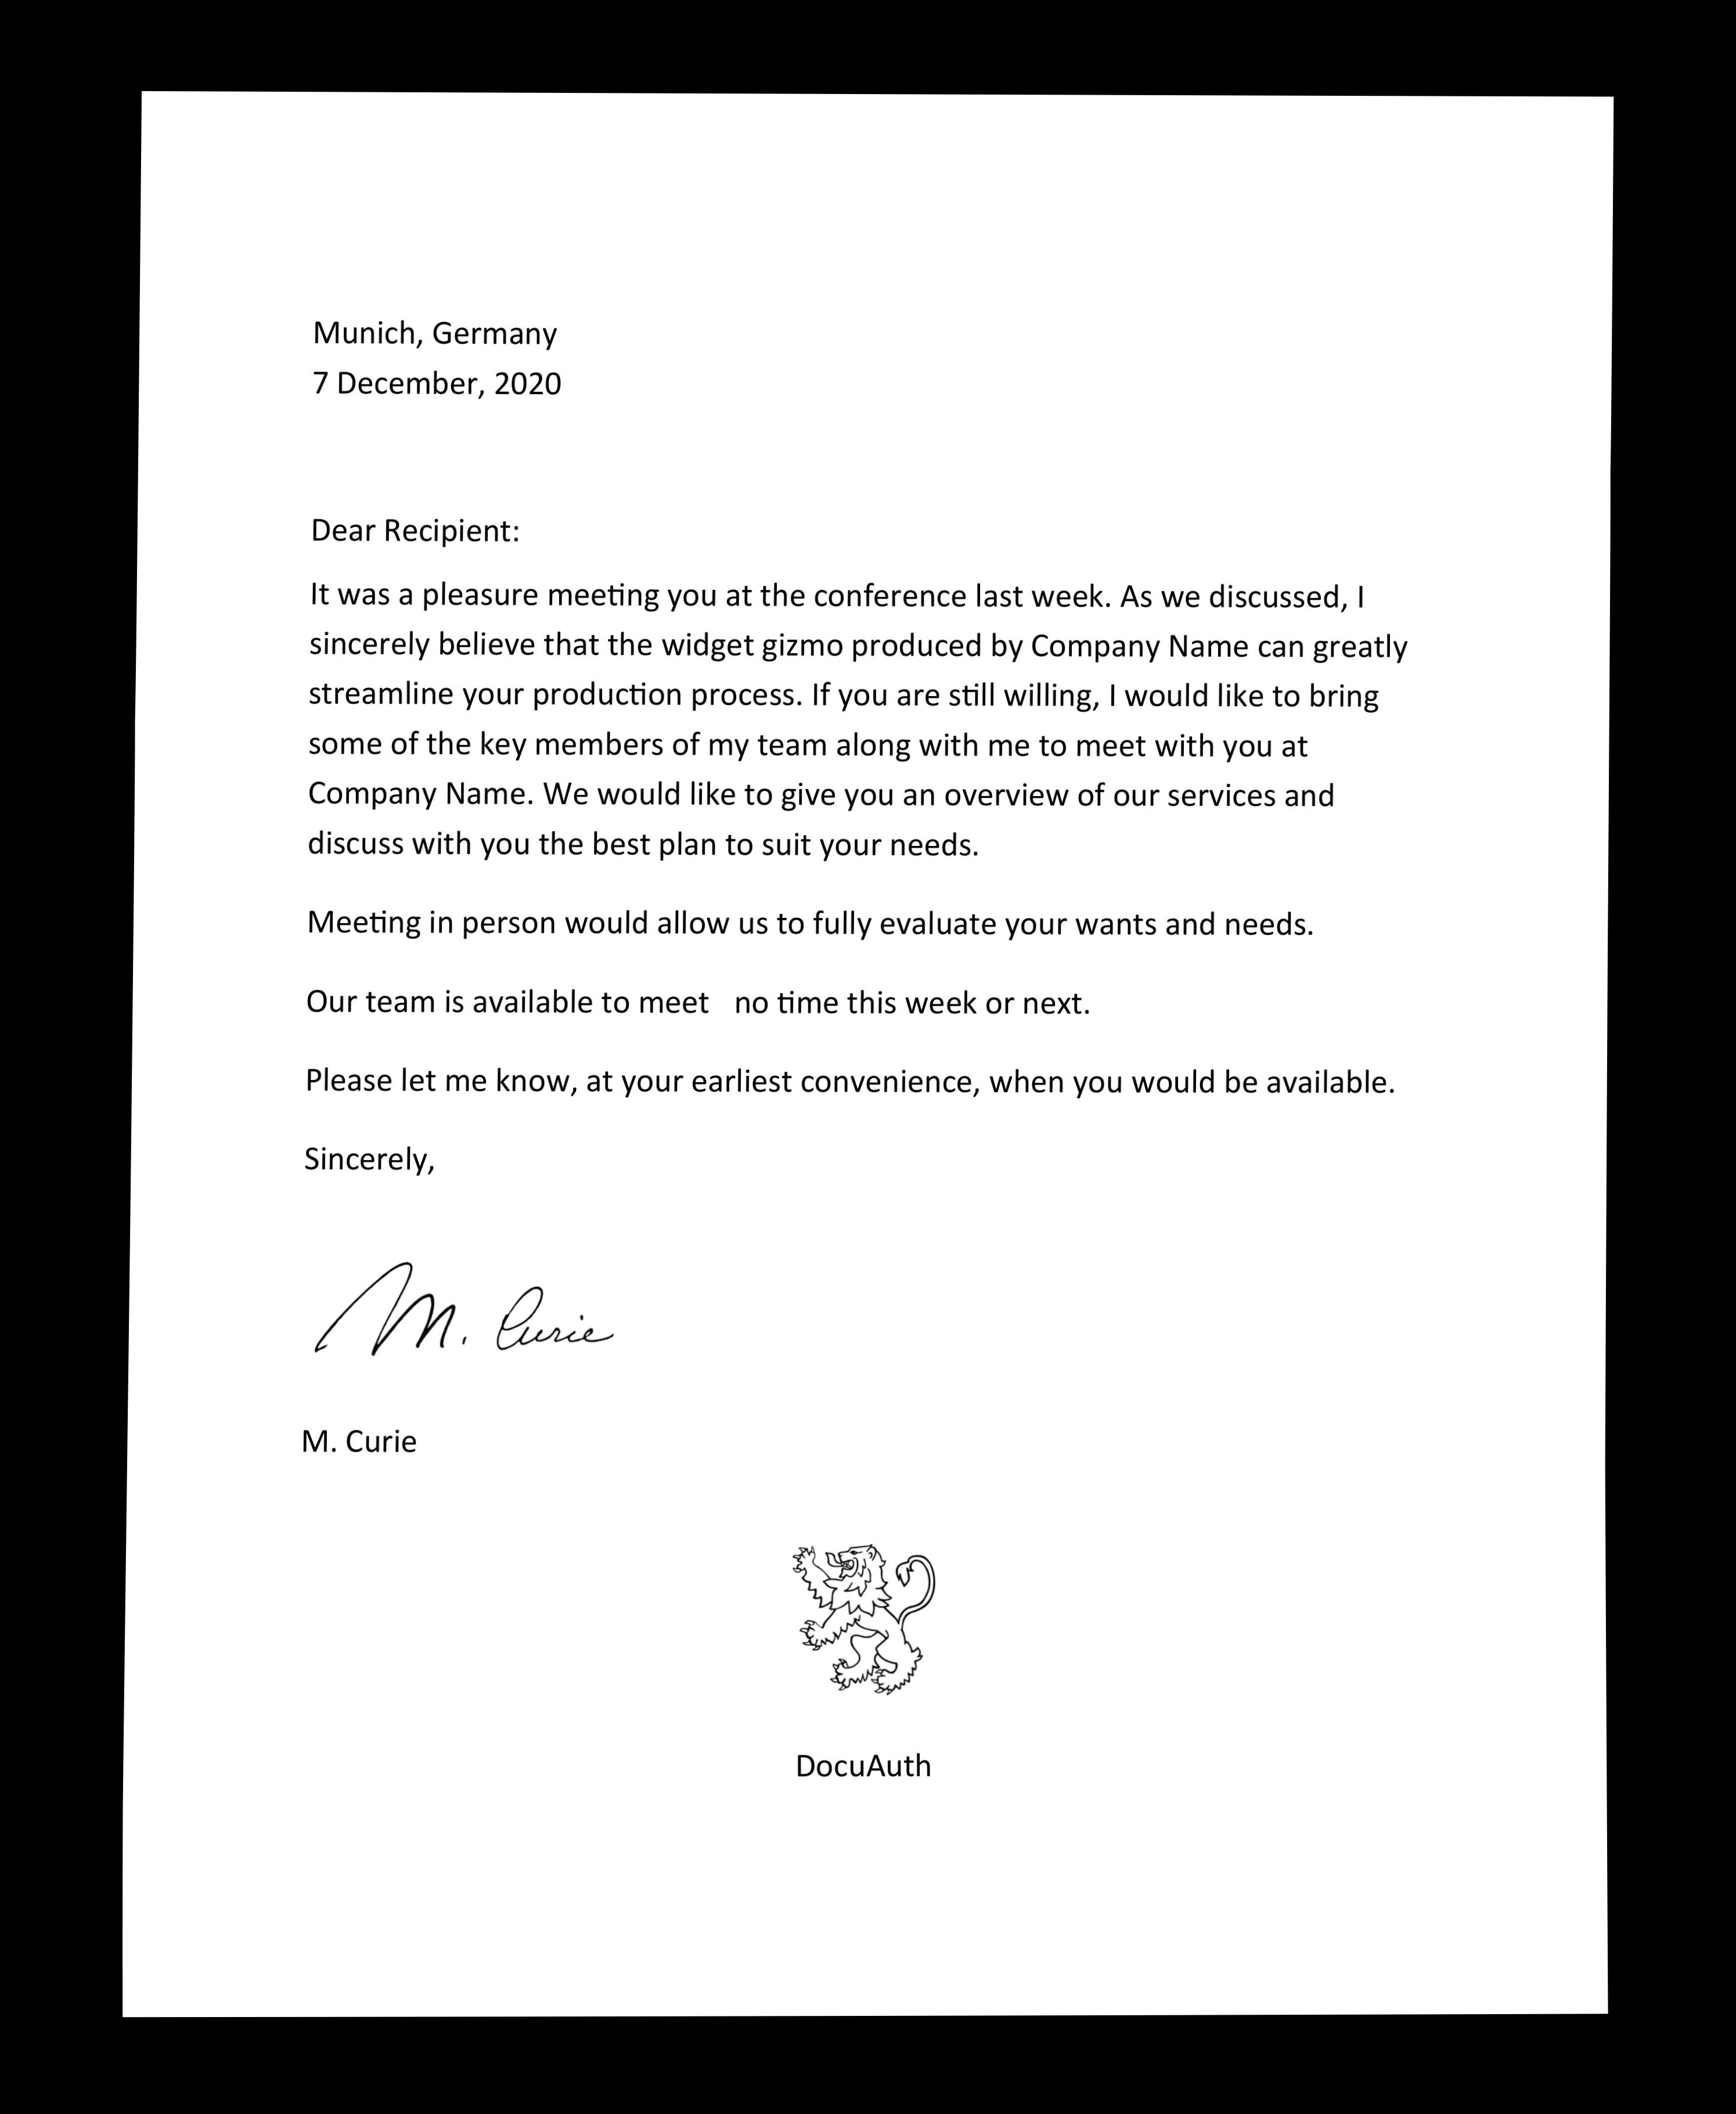 Munich, Germany
7 December, 2020
Dear Recipient:
It was a pleasure meeting you at the conference last week. As we discussed, I
sincerely believe that the widget gizmo produced by Company Name can greatly
streamline your production process. If you are still willing, I would like to bring
some of the key members of my team along with me to meet with you at
Company Name. We would like to give you an overview of our services and
discuss with you the best plan to suit your needs.
Meeting in person would allow us to fully evaluate your wants and needs.
Our team is available to meet   no time this week or next.
Please let me know, at your earliest convenience, when you would be available.
Sincerely,
M. Curie
M. Curie
DocuAuth